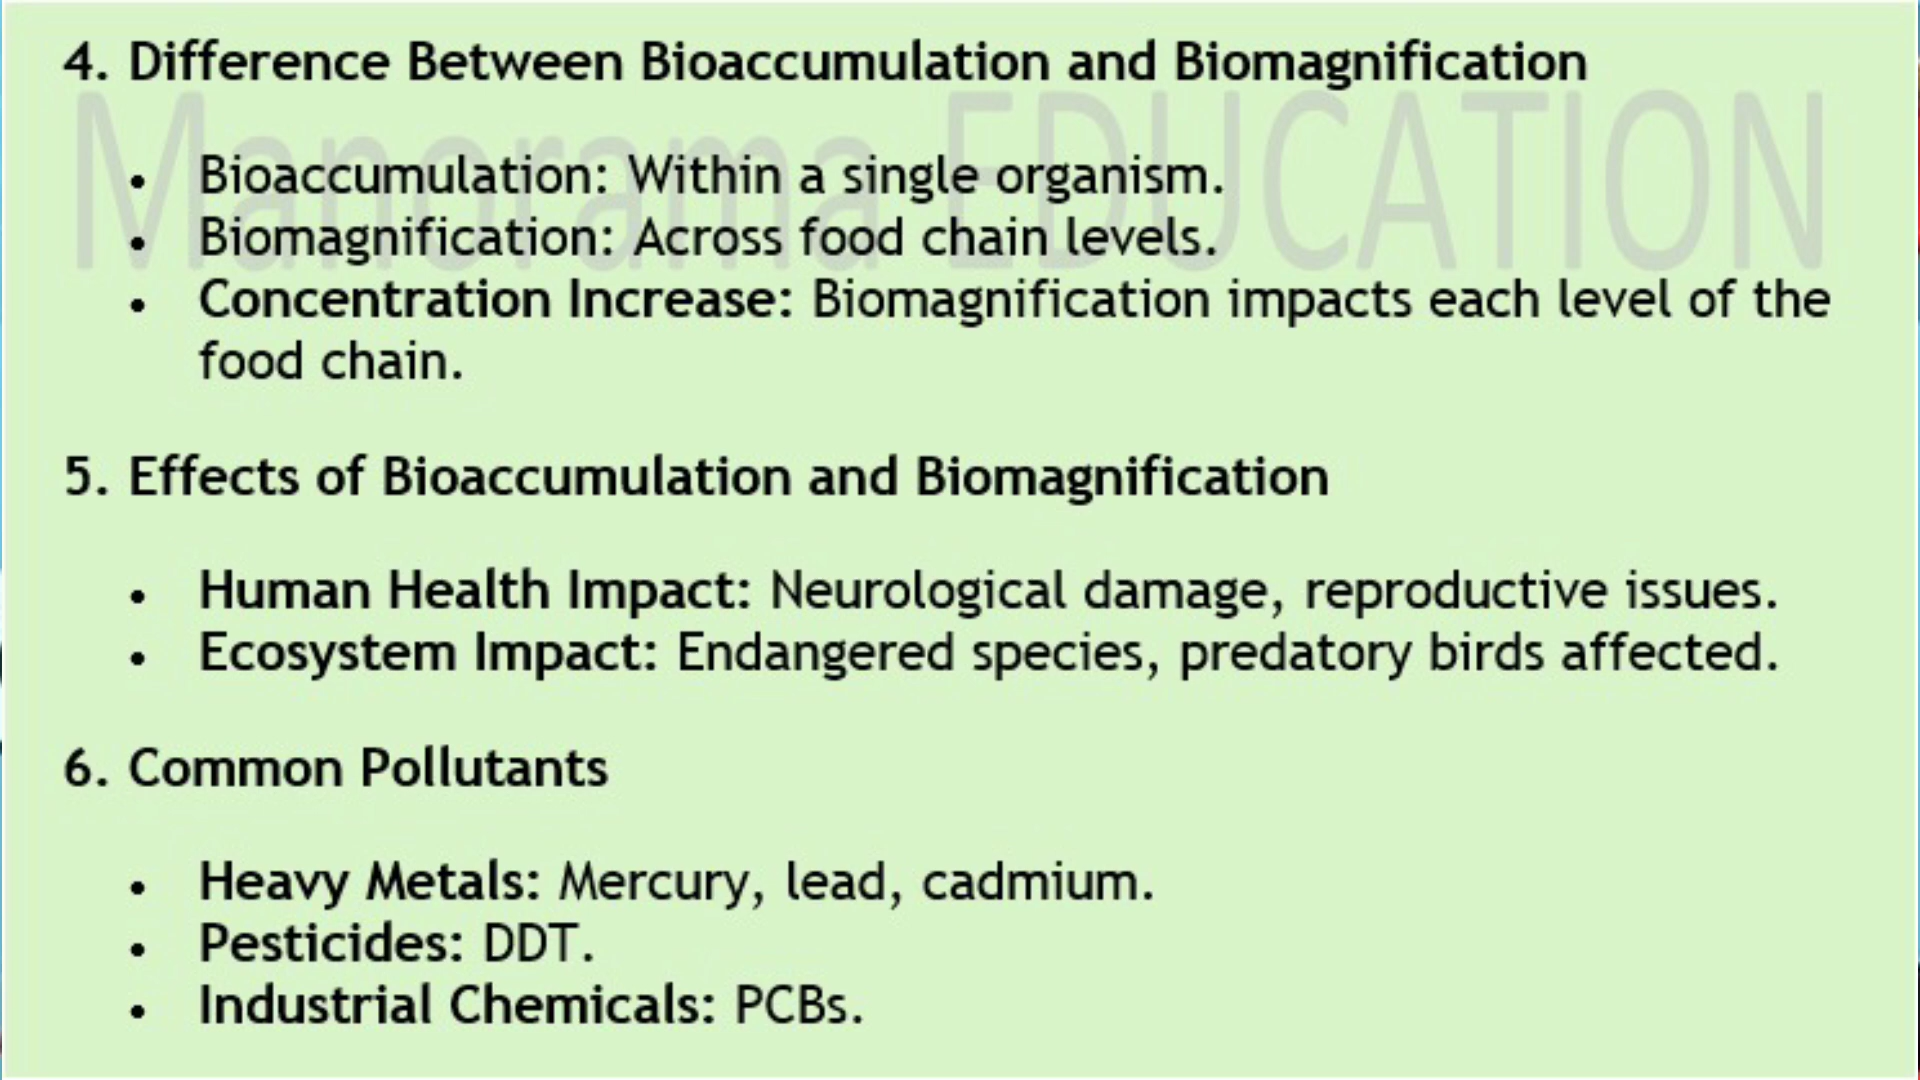 4. Difference Between Bioaccumulation and Biomagnification
Manorama EDUCATION
• Bioaccumulation: Within a single organism.
• Biomagnification: Across food chain levels.
• Concentration Increase: Biomagnification impacts each level of the
food chain.
5. Effects of Bioaccumulation and Biomagnification
• Human Health Impact: Neurological damage, reproductive issues.
• Ecosystem Impact: Endangered species, predatory birds affected.
6. Common Pollutants
• Heavy Metals: Mercury, lead, cadmium.
• Pesticides: DDT.
• Industrial Chemicals: PCBs.